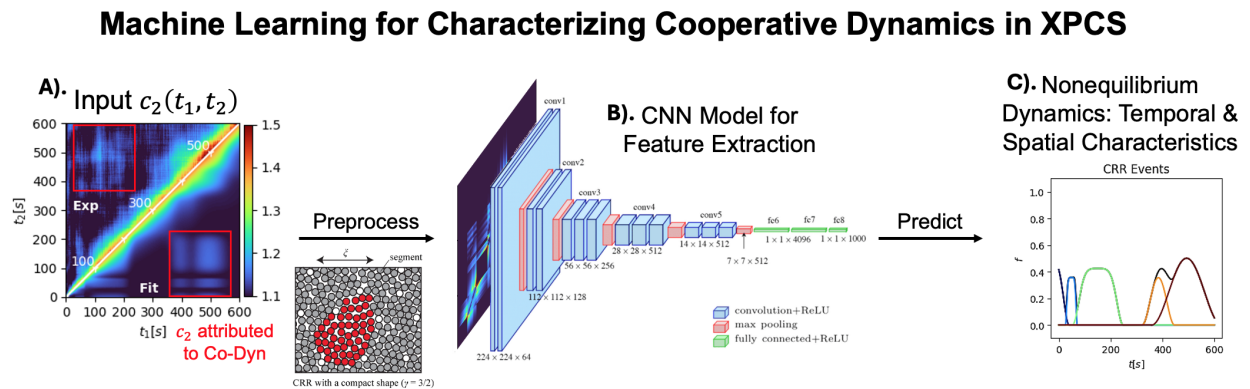 Machine Learning for Characterizing Cooperative Dynamics in XPCS
A). Input c₂(t₁, t₂)
600
500
400
300
200
100
0
t₂[s]
0 100 200 300 400 500 600
t₁[s]
500
300
100
Exp
Fit
1.5
1.4
1.3
1.2
1.1
c₂ attributed
to Co-Dyn
Preprocess
ξ
segment
CRR with a compact shape (γ = 3/2)
B). CNN Model for
Feature Extraction
conv1
conv2
conv3
conv4
conv5
fc6
fc7
fc8
1 × 1 × 4096
1 × 1 × 1000
14 × 14 × 512
28 × 28 × 512
7 × 7 × 512
56 × 56 × 256
112 × 112 × 128
224 × 224 × 64
convolution+ReLU
max pooling
fully connected+ReLU
Predict
C). Nonequilibrium
Dynamics: Temporal &
Spatial Characteristics
CRR Events
1.0
0.8
0.6
0.4
0.2
0.0
f
0 200 400 600
t[s]